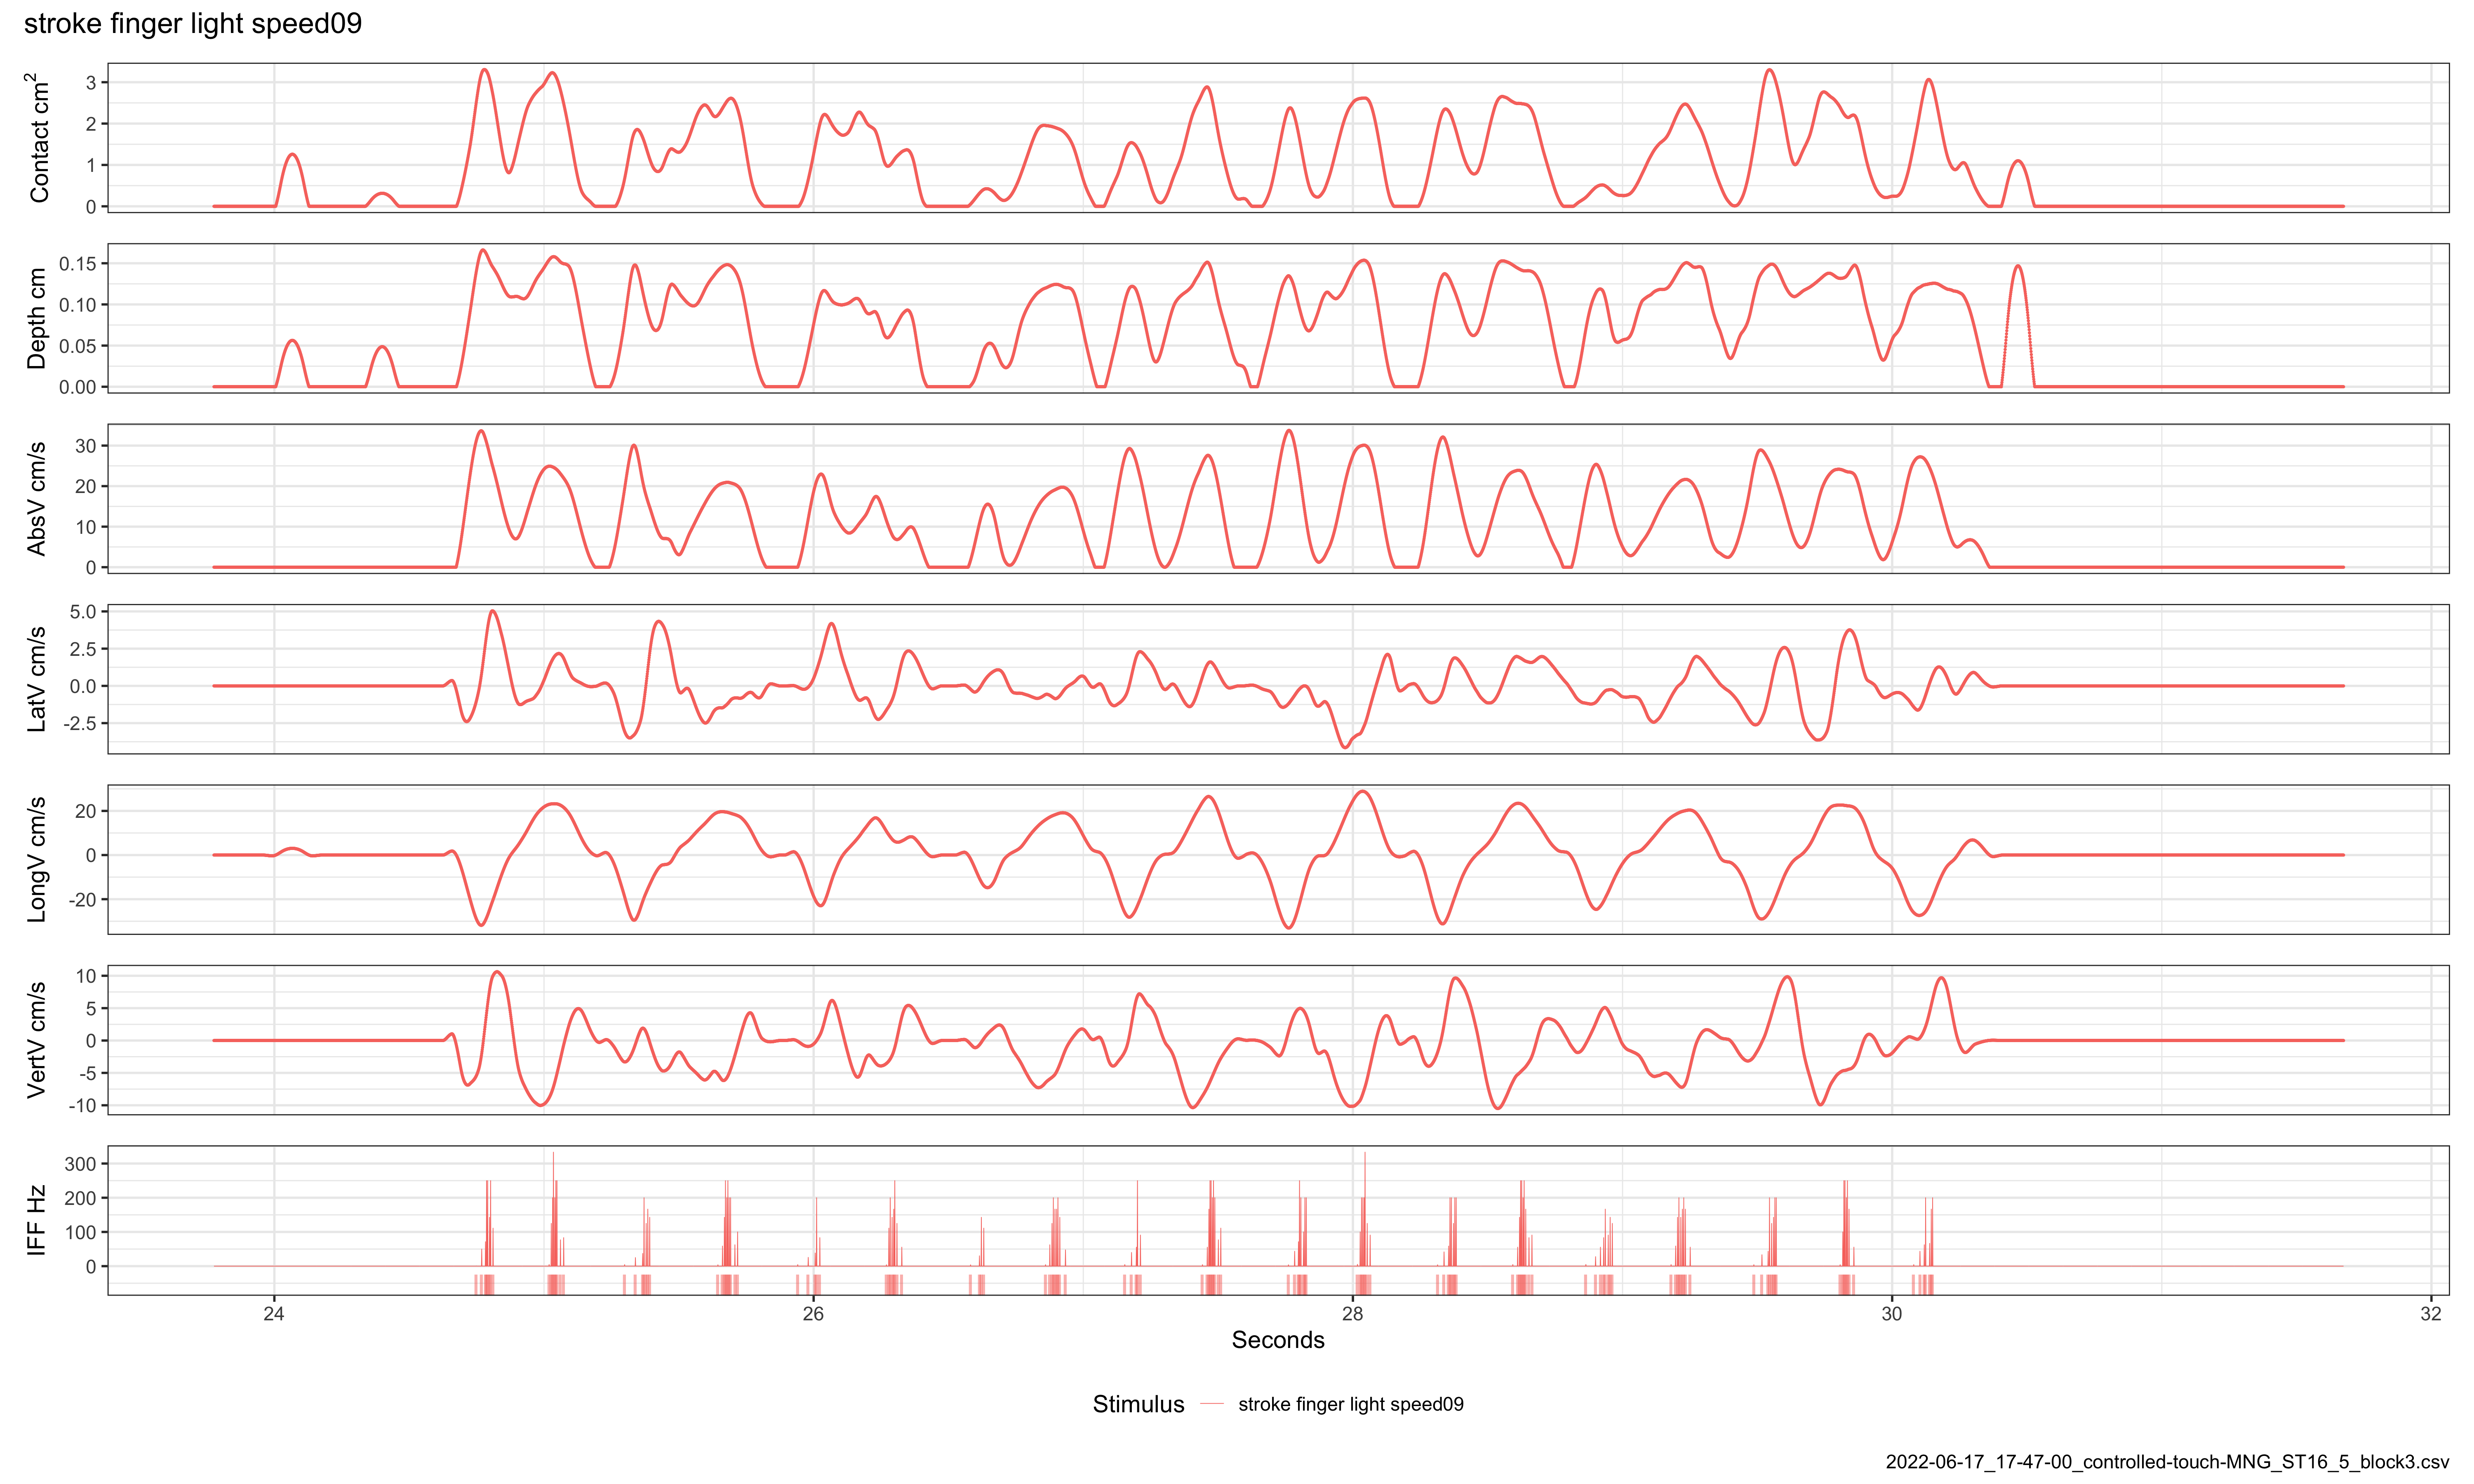 stroke finger light speed09
Contact cm²
3
2
1
0
Depth cm
0.15
0.10
0.05
0.00
AbsV cm/s
30
20
10
0
LatV cm/s
5.0
2.5
0.0
-2.5
LongV cm/s
20
0
-20
VertV cm/s
10
5
0
-5
-10
IFF Hz
300
200
100
0
24 26 28 30 32
Seconds
Stimulus stroke finger light speed09
2022-06-17_17-47-00_controlled-touch-MNG_ST16_5_block3.csv